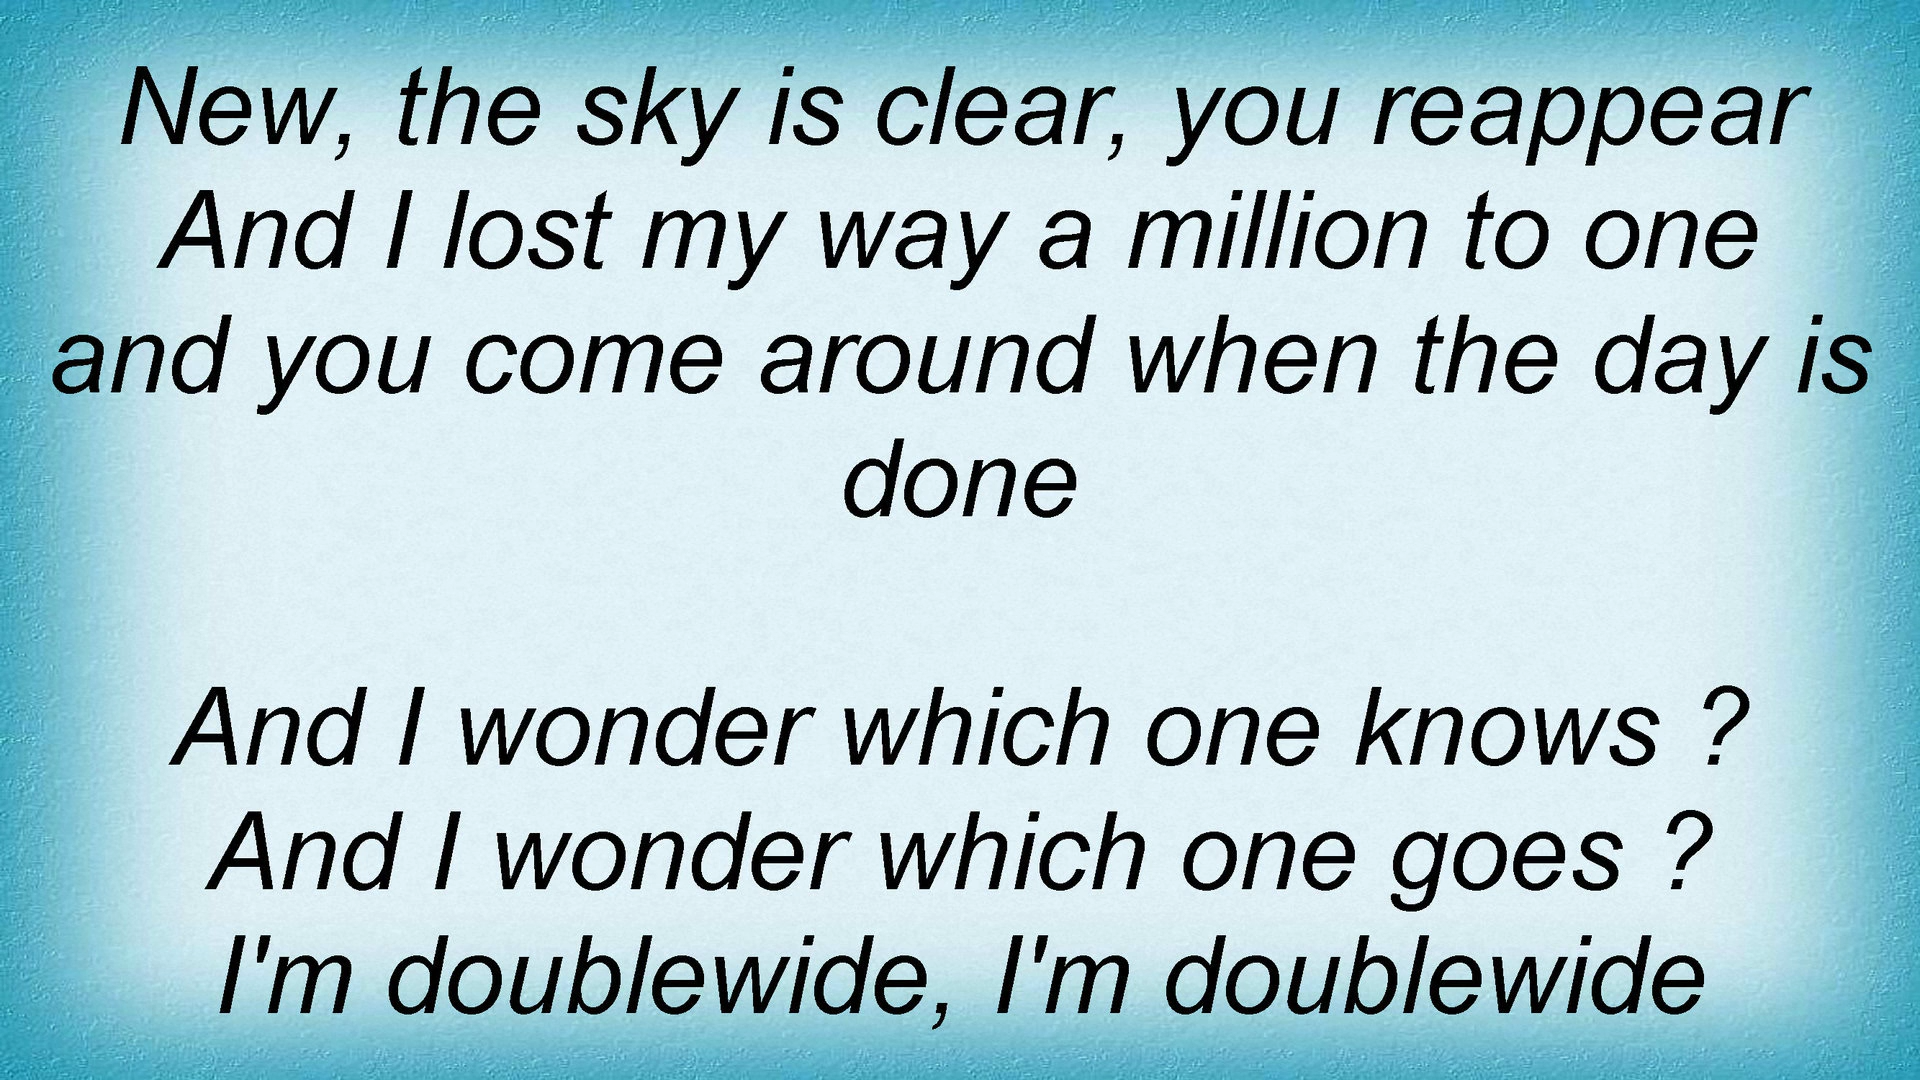 New, the sky is clear, you reappear
And I lost my way a million to one
and you come around when the day is
done
And I wonder which one knows ?
And I wonder which one goes ?
I'm doublewide, I'm doublewide